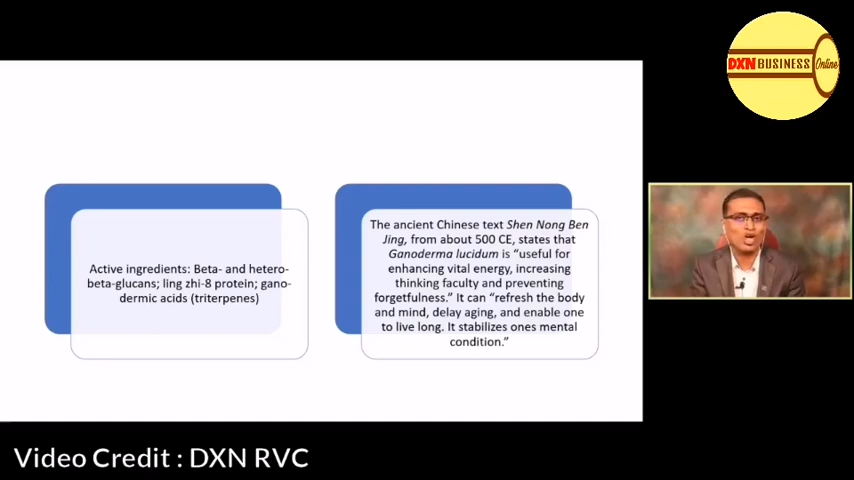 DXN BUSINESS Online
Active ingredients: Beta- and hetero-
beta-glucans; ling zhi-8 protein; gano-
dermic acids (triterpenes)
The ancient Chinese text Shen Nong Ben
Jing, from about 500 CE, states that
Ganoderma lucidum is “useful for
enhancing vital energy, increasing
thinking faculty and preventing
forgetfulness.” It can “refresh the body
and mind, delay aging, and enable one
to live long. It stabilizes ones mental
condition.”
Video Credit : DXN RVC